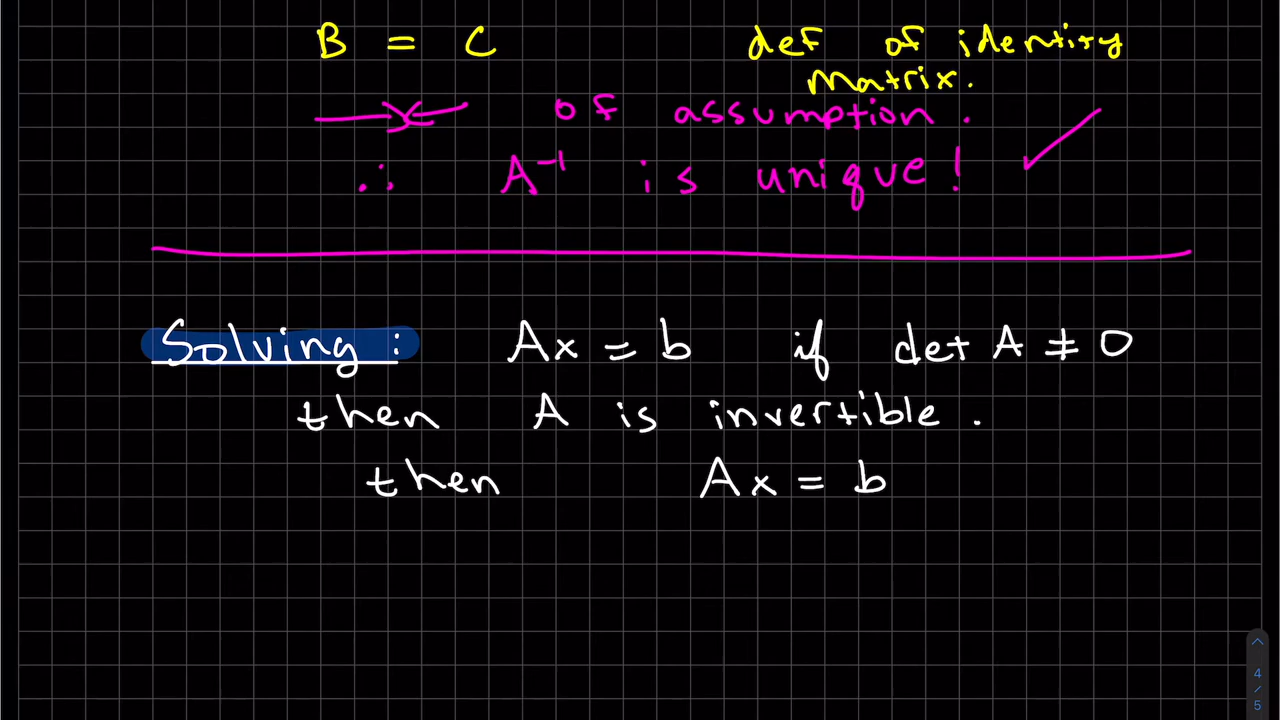 B = C def of identity
matrix.
→← of assumption.
∴ A⁻¹ is unique! ✓
Solving: Ax = b if det A ≠ 0
then A is invertible.
then Ax = b
4
/
5